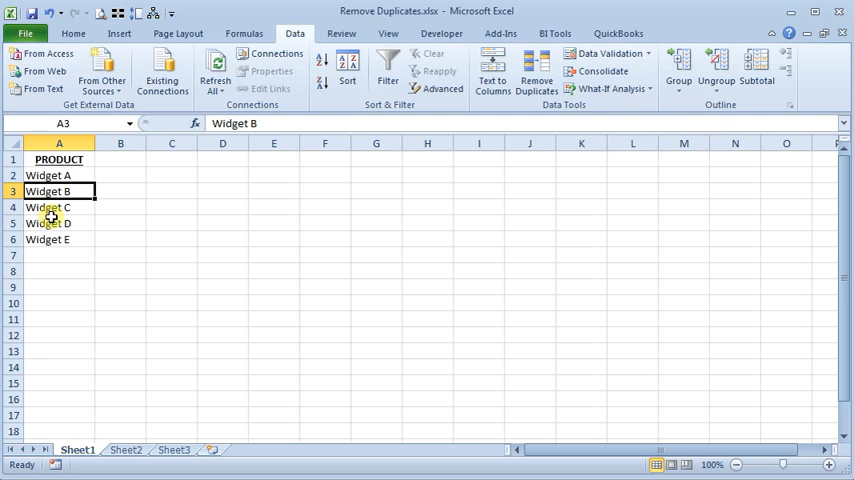 Remove Duplicates.xlsx - Microsoft Excel
File Home Insert Page Layout Formulas Data Review View Developer Add-Ins BI Tools QuickBooks
From Access
From Web
From Text
From Other Sources
Existing Connections
Get External Data
Refresh All
Connections
Properties
Edit Links
Connections
Sort
Filter
Clear
Reapply
Advanced
Sort & Filter
Text to Columns
Remove Duplicates
Data Validation
Consolidate
What-If Analysis
Data Tools
Group
Ungroup
Subtotal
Outline
A3 fx Widget B
A B C D E F G H I J K L M N O P
1 PRODUCT
2 Widget A
3 Widget B
4 Widget C
5 Widget D
6 Widget E
7
8
9
10
11
12
13
14
15
16
17
18
Sheet1 Sheet2 Sheet3
Ready 100%